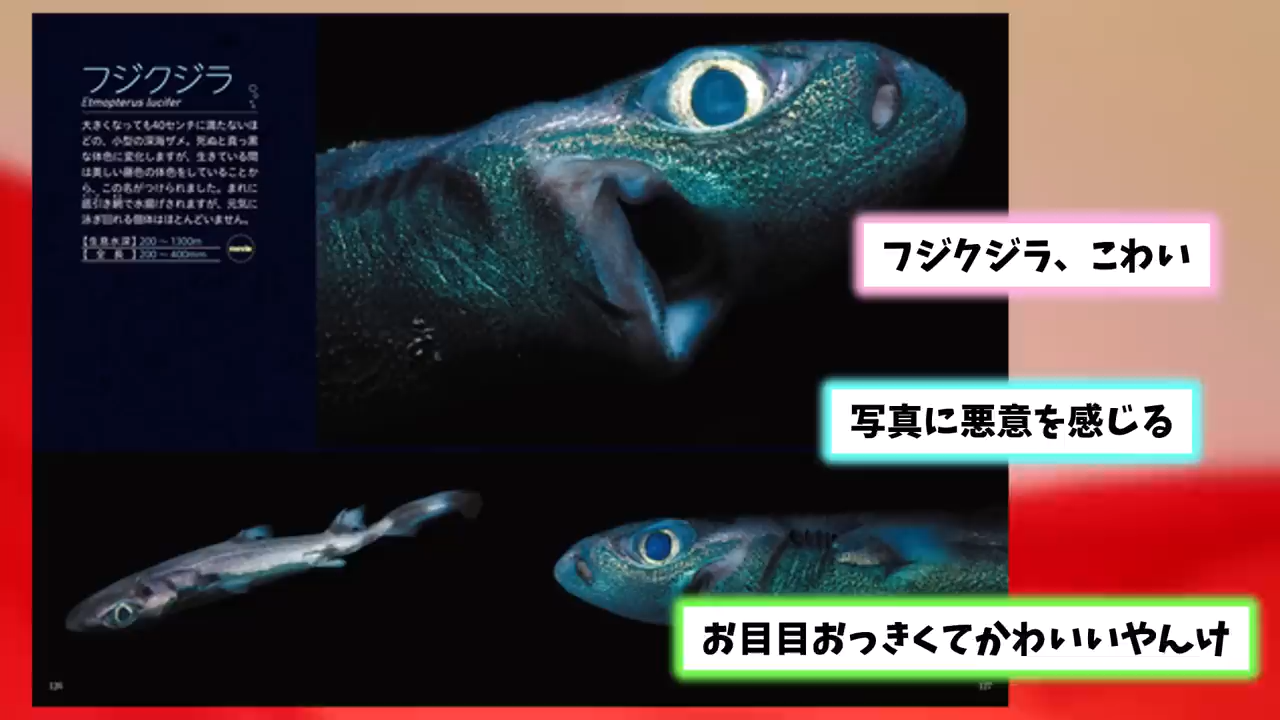 フジクジラ
Etmopterus lucifer
大きくなっても40センチに満たないほ
どの、小型の深海ザメ。死ぬと真っ黒
な体色に変化しますが、生きている間
は美しい藤色の体色をしていることか
ら、この名がつけられました。まれに
底引き網で水揚げされますが、元気に
泳ぎ回れる個体はほとんどいません。
【生息水深】200 ～ 1300m
【全　長】200 ～ 400mm
フジクジラ、こわい
写真に悪意を感じる
お目目おっきくてかわいいやんけ
126
127